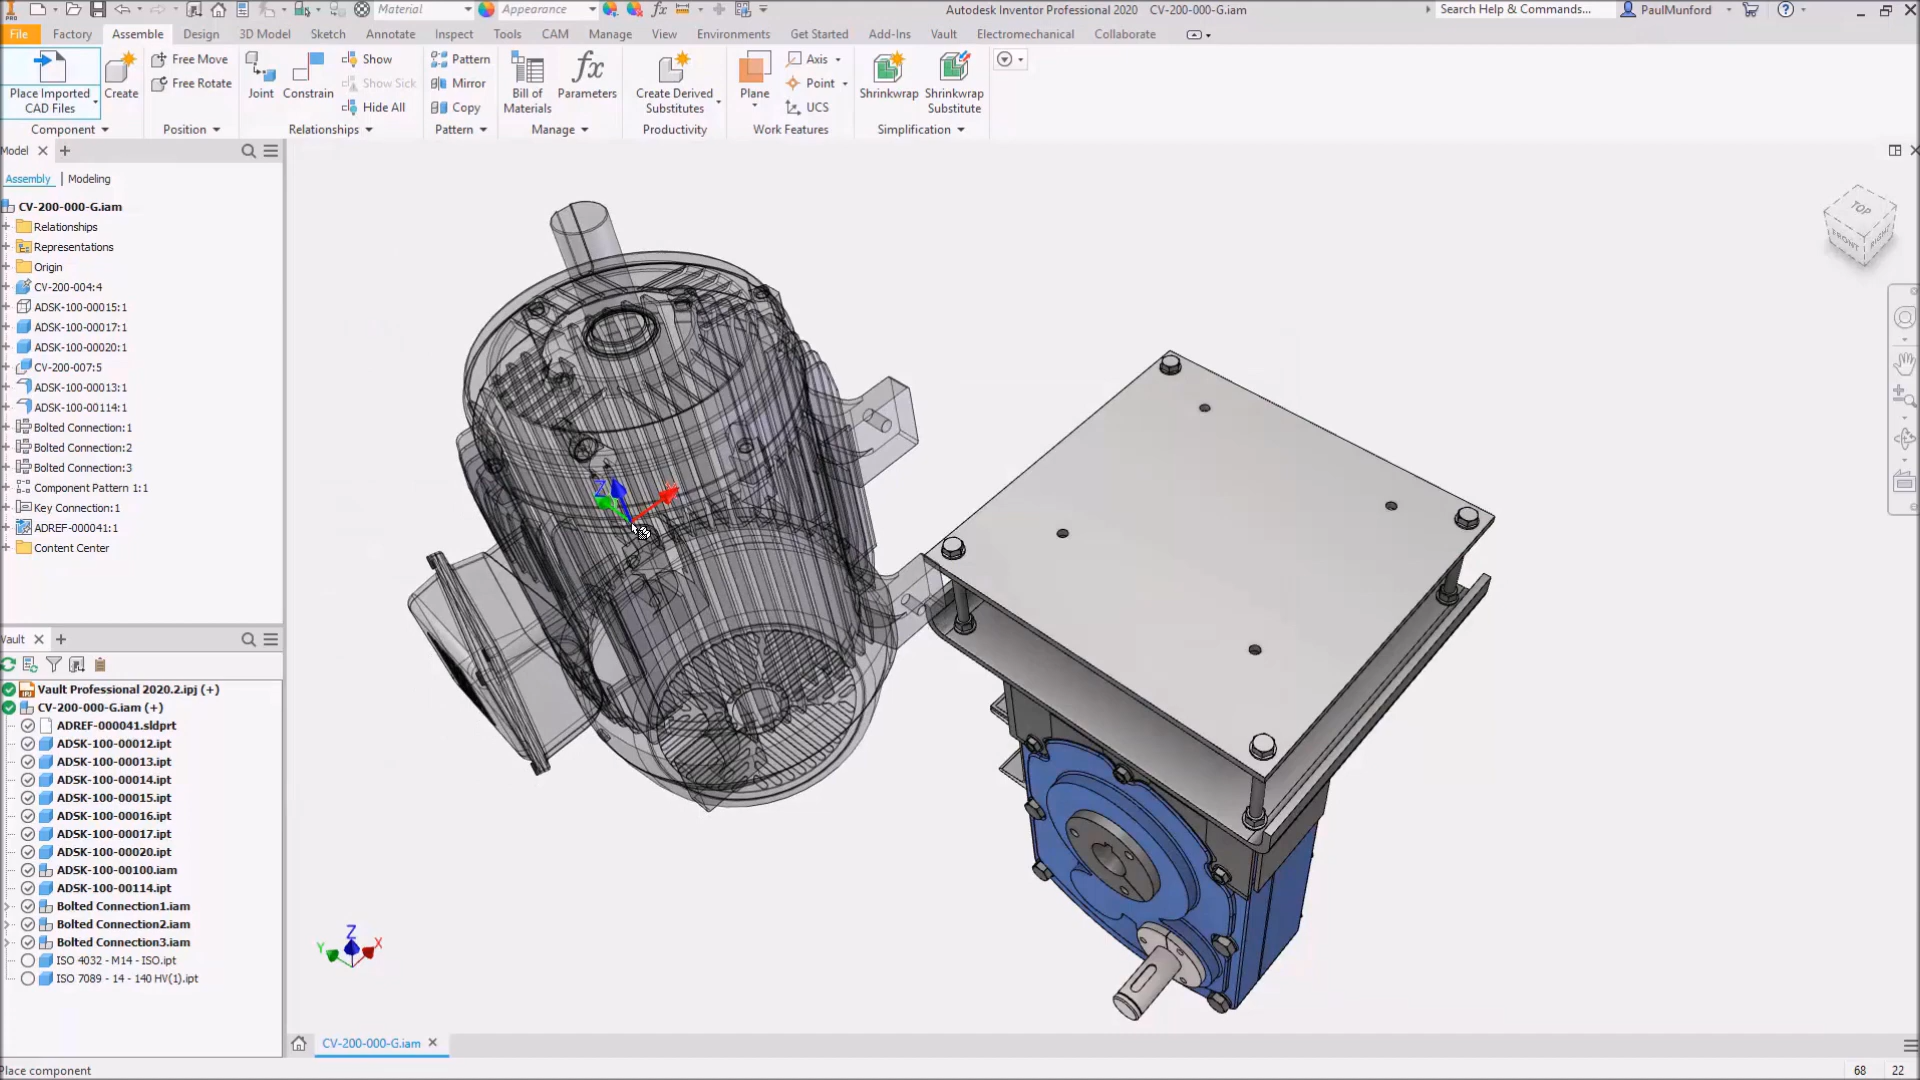 PRO
Material
Appearance
Autodesk Inventor Professional 2020 CV-200-000-G.iam
Search Help & Commands...
PaulMunford
File Factory Assemble Design 3D Model Sketch Annotate Inspect Tools CAM Manage View Environments Get Started Add-Ins Vault Electromechanical Collaborate
Place Imported
CAD Files
Create
Free Move
Free Rotate
Joint
Constrain
Show
Show Sick
Hide All
Pattern
Mirror
Copy
Bill of
Materials
fx
Parameters
Create Derived
Substitutes
Plane
Axis
Point
UCS
Shrinkwrap
Shrinkwrap
Substitute
Component
Position
Relationships
Pattern
Manage
Productivity
Work Features
Simplification
Model
Assembly | Modeling
CV-200-000-G.iam
Relationships
Representations
Origin
CV-200-004:4
ADSK-100-00015:1
ADSK-100-00017:1
ADSK-100-00020:1
CV-200-007:5
ADSK-100-00013:1
ADSK-100-00114:1
Bolted Connection:1
Bolted Connection:2
Bolted Connection:3
Component Pattern 1:1
Key Connection:1
ADREF-000041:1
Content Center
Vault
Vault Professional 2020.2.ipj (+)
CV-200-000-G.iam (+)
ADREF-000041.sldprt
ADSK-100-00012.ipt
ADSK-100-00013.ipt
ADSK-100-00014.ipt
ADSK-100-00015.ipt
ADSK-100-00016.ipt
ADSK-100-00017.ipt
ADSK-100-00020.ipt
ADSK-100-00100.iam
ADSK-100-00114.ipt
Bolted Connection1.iam
Bolted Connection2.iam
Bolted Connection3.iam
ISO 4032 - M14 - ISO.ipt
ISO 7089 - 14 - 140 HV(1).ipt
TOP
FRONT
RIGHT
Z
X
Z
Y
X
CV-200-000-G.iam
Place component
68 22